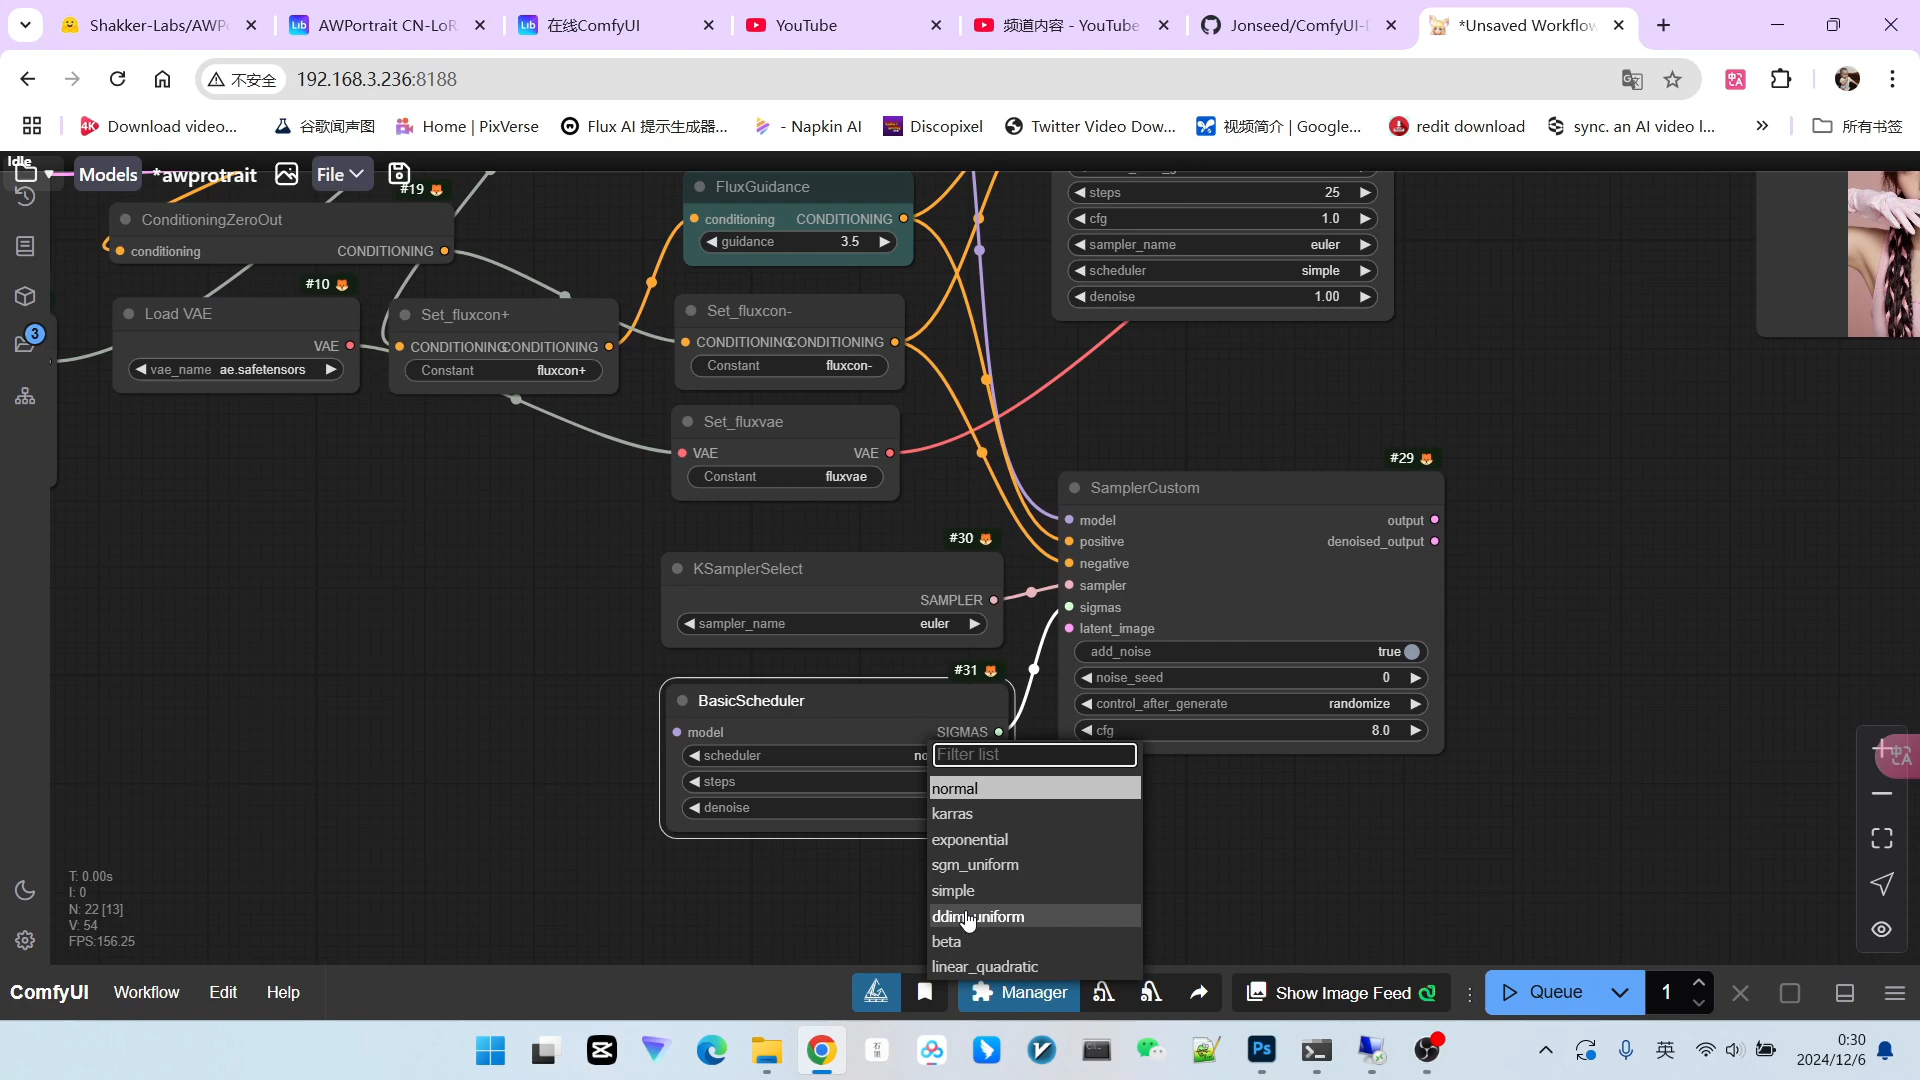 Shakker-Labs/AWPo
AWPortrait CN-LoR
在线ComfyUI
YouTube
频道内容 - YouTube
Jonseed/ComfyUI-D
*Unsaved Workflow
不安全
192.168.3.236:8188
Download video...
谷歌闻声图
Home | PixVerse
Flux AI 提示生成器...
- Napkin AI
Discopixel
Twitter Video Dow...
视频简介 | Google...
redit download
sync. an AI video l...
所有书签
Idle
Models
*awprotrait
File
#19
ConditioningZeroOut
conditioning
CONDITIONING
#10
Load VAE
VAE
vae_name
ae.safetensors
Set_fluxcon+
CONDITIONING
CONDITIONING
Constant
fluxcon+
FluxGuidance
conditioning
CONDITIONING
guidance
3.5
Set_fluxcon-
CONDITIONING
CONDITIONING
Constant
fluxcon-
Set_fluxvae
VAE
VAE
Constant
fluxvae
steps
25
cfg
1.0
sampler_name
euler
scheduler
simple
denoise
1.00
3
#30
KSamplerSelect
SAMPLER
sampler_name
euler
#29
SamplerCustom
model
output
positive
denoised_output
negative
sampler
sigmas
latent_image
add_noise
true
noise_seed
0
control_after_generate
randomize
cfg
8.0
#31
BasicScheduler
model
SIGMAS
scheduler
no
steps
denoise
Filter list
normal
karras
exponential
sgm_uniform
simple
ddim_uniform
beta
linear_quadratic
T: 0.00s
I: 0
N: 22 [13]
V: 54
FPS:156.25
ComfyUI
Workflow
Edit
Help
Manager
Show Image Feed
Queue
1
Ps
英
0:30
2024/12/6